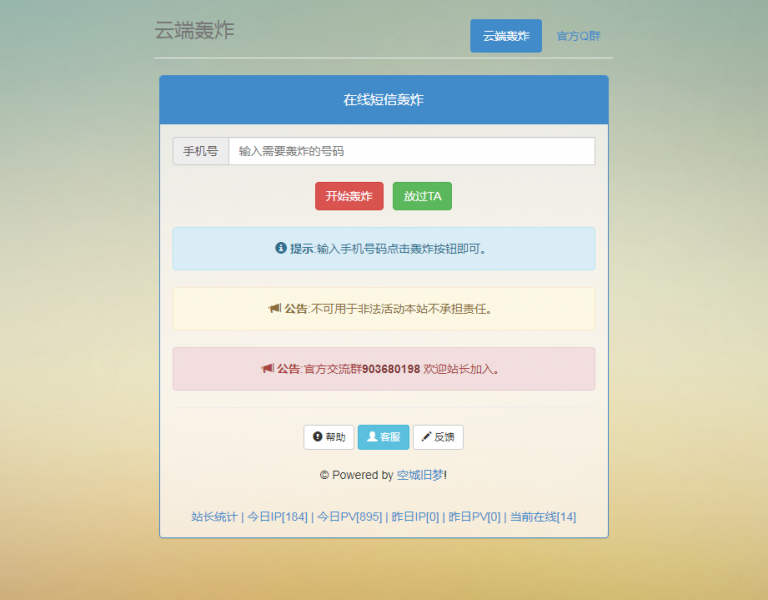 云端轰炸
云端轰炸 官方Q群
在线短信轰炸
手机号 输入需要轰炸的号码
开始轰炸 放过TA
提示:输入手机号码点击轰炸按钮即可。
公告:不可用于非法活动本站不承担责任。
公告:官方交流群903680198 欢迎站长加入。
帮助 客服 反馈
© Powered by 空城旧梦!
站长统计 | 今日IP[184] | 今日PV[895] | 昨日IP[0] | 昨日PV[0] | 当前在线[14]